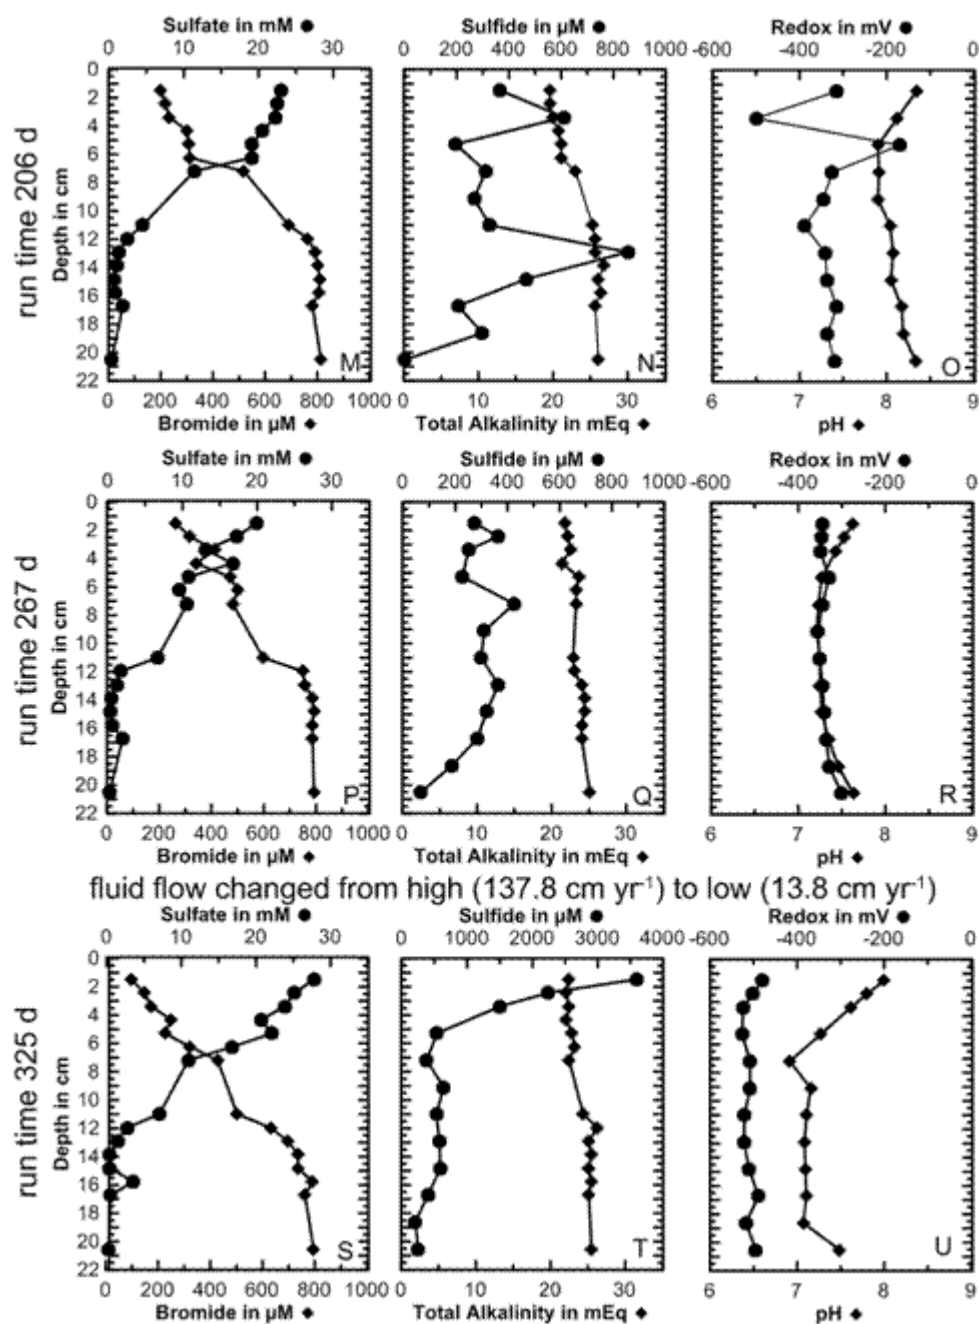 Sulfate in mM ●
Sulfide in µM ●
Redox in mV ●
0 10 20 30
0 200 400 600 800 1000
-600 -400 -200 0
run time 206 d
Depth in cm
0
2
4
6
8
10
12
14
16
18
20
22
M
N
O
0 200 400 600 800 1000
0 10 20 30
6 7 8 9
Bromide in µM ◆
Total Alkalinity in mEq ◆
pH ◆
Sulfate in mM ●
Sulfide in µM ●
Redox in mV ●
0 10 20 30
0 200 400 600 800 1000
-600 -400 -200 0
run time 267 d
Depth in cm
0
2
4
6
8
10
12
14
16
18
20
22
P
Q
R
0 200 400 600 800 1000
0 10 20 30
6 7 8 9
Bromide in µM ◆
Total Alkalinity in mEq ◆
pH ◆
fluid flow changed from high (137.8 cm yr⁻¹) to low (13.8 cm yr⁻¹)
Sulfate in mM ●
Sulfide in µM ●
Redox in mV ●
0 10 20 30
0 1000 2000 3000 4000
-600 -400 -200 0
run time 325 d
Depth in cm
0
2
4
6
8
10
12
14
16
18
20
22
S
T
U
0 200 400 600 800 1000
0 10 20 30
6 7 8 9
Bromide in µM ◆
Total Alkalinity in mEq ◆
pH ◆